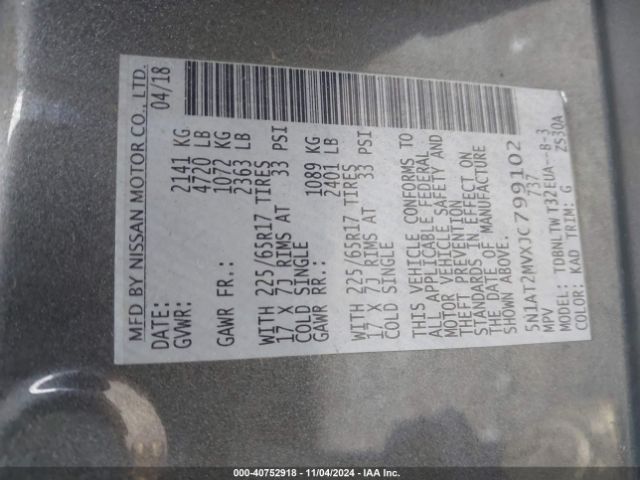 MFD BY NISSAN MOTOR CO., LTD.
DATE: 04/18
GVWR: 2141 KG
4720 LB
GAWR FR.: 1072 KG
2363 LB
WITH 225/65R17 TIRES
17 X 7J RIMS AT 33 PSI
COLD SINGLE
GAWR RR.: 1089 KG
2401 LB
WITH 225/65R17 TIRES
17 X 7J RIMS AT 33 PSI
COLD SINGLE
THIS VEHICLE CONFORMS TO
ALL APPLICABLE FEDERAL
MOTOR VEHICLE SAFETY AND
THEFT PREVENTION
STANDARDS IN EFFECT ON
THE DATE OF MANUFACTURE
SHOWN ABOVE.
5N1AT2MVXJC799102
MPV 737
MODEL: TDBNLTW T32EUA--B-3
COLOR: KAD TRIM: G Z530A
000-40752918 - 11/04/2024 - IAA Inc.